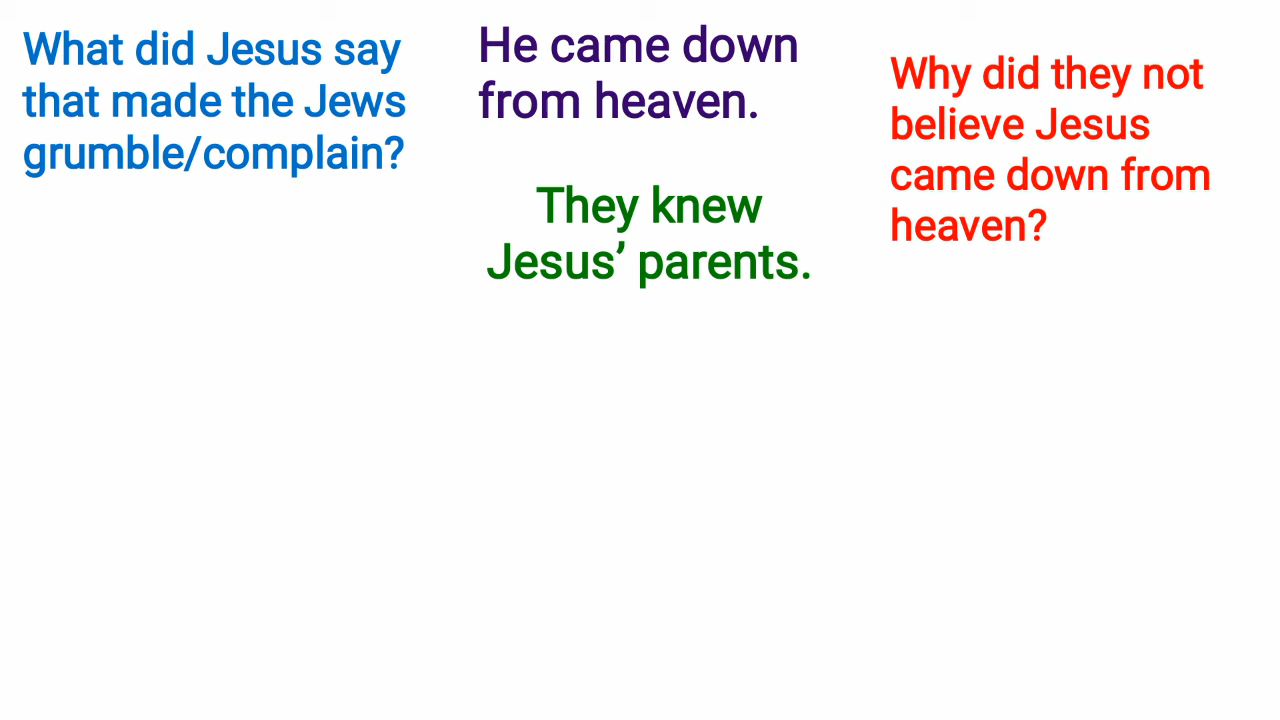 What did Jesus say
that made the Jews
grumble/complain?
He came down
from heaven.
They knew
Jesus’ parents.
Why did they not
believe Jesus
came down from
heaven?